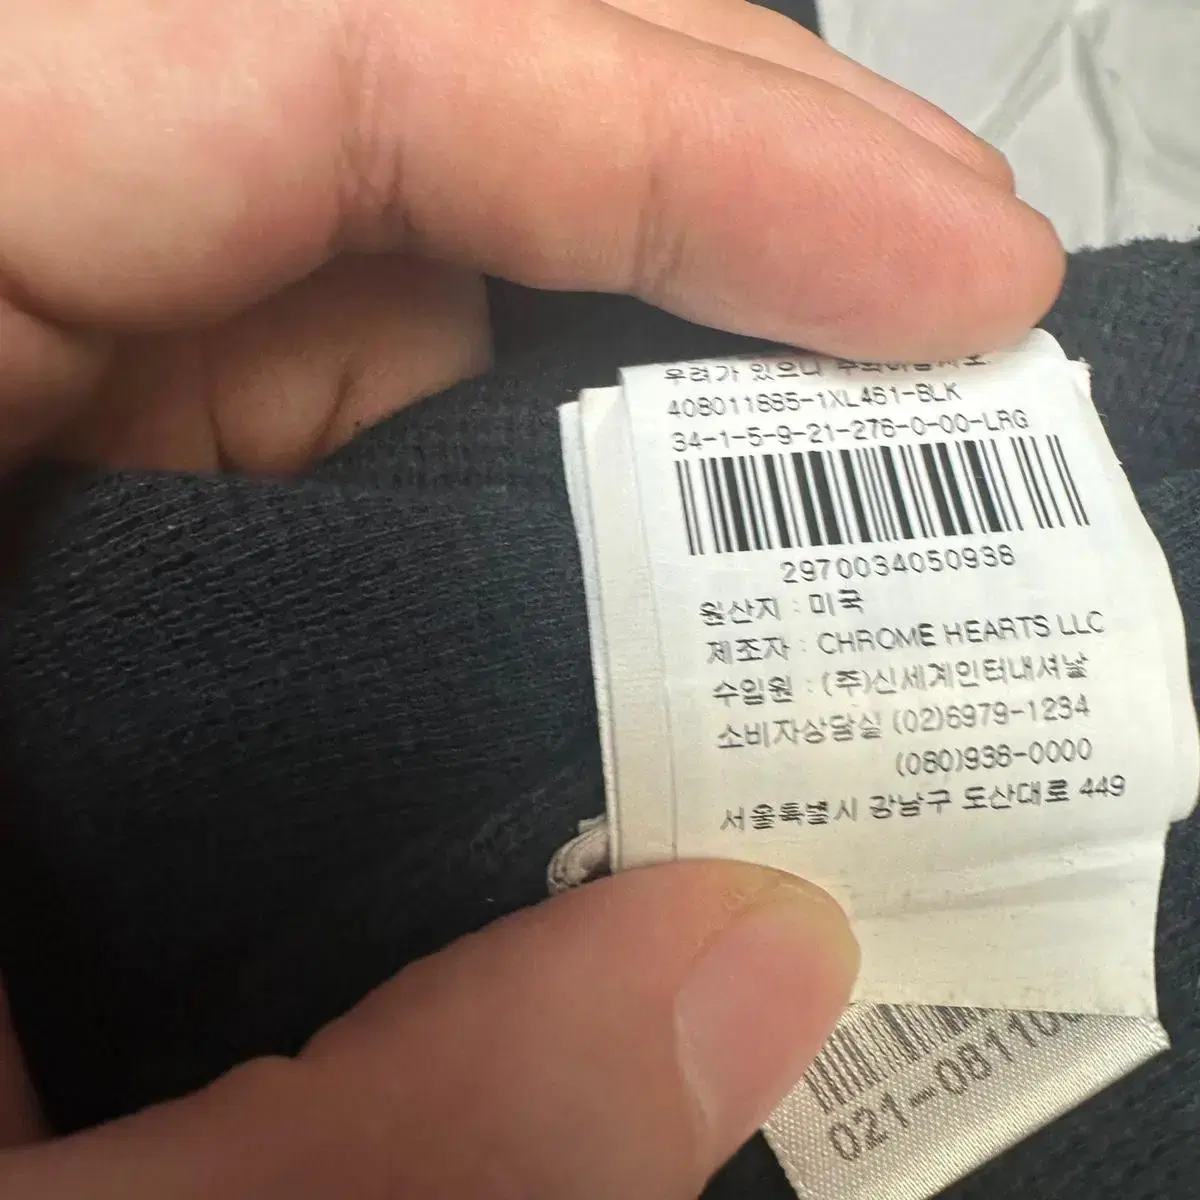 우려가 있으니 주의하십시오.
408011885-1XL461-BLK
34-1-5-9-21-276-0-00-LRG
2970034050938
원산지 : 미국
제조자 : CHROME HEARTS LLC
수입원 : (주)신세계인터내셔날
소비자상담실 (02)6979-1234
(080)938-0000
서울특별시 강남구 도산대로 449
021-08110